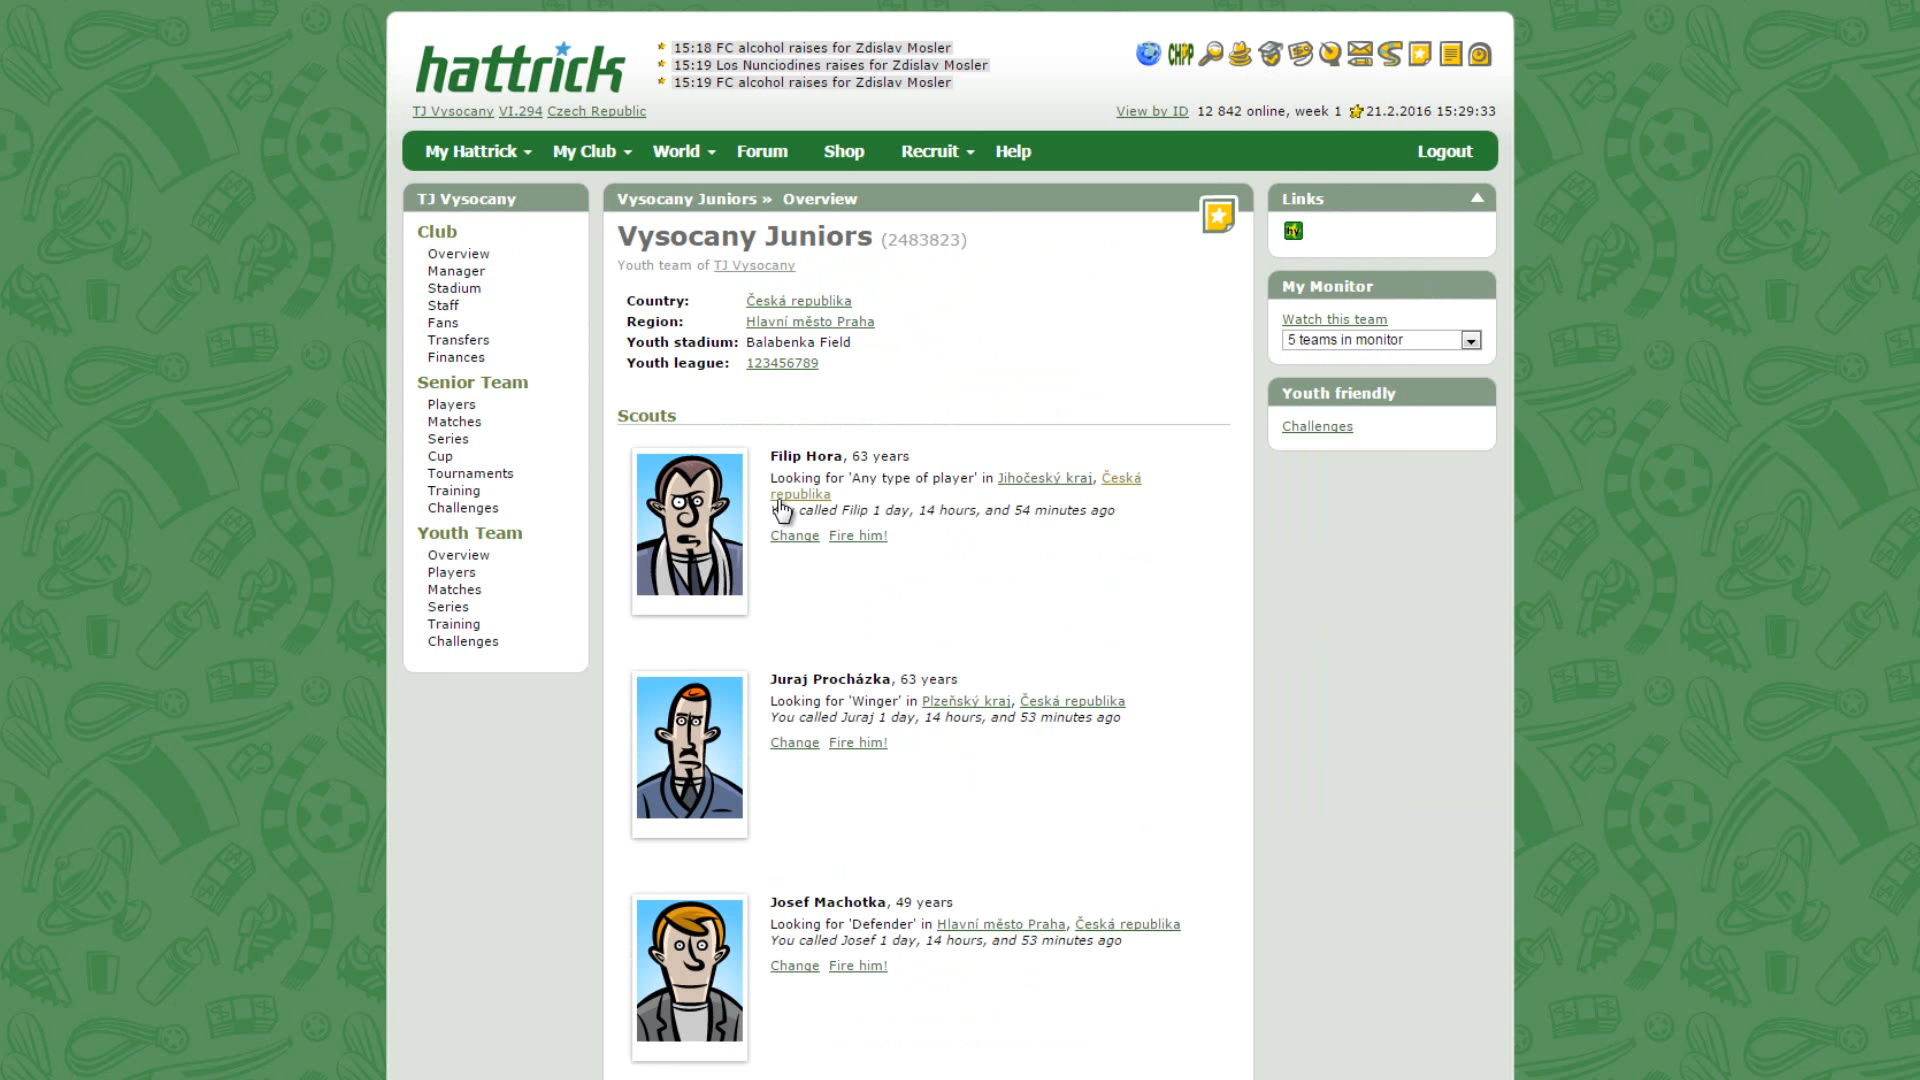 hattrick
15:18 FC alcohol raises for Zdislav Mosler
15:19 Los Nunciodines raises for Zdislav Mosler
15:19 FC alcohol raises for Zdislav Mosler
CHPP
TJ Vysocany VI.294 Czech Republic
View by ID 12 842 online, week 1 21.2.2016 15:29:33
My Hattrick My Club World Forum Shop Recruit Help Logout
TJ Vysocany
Club
Overview
Manager
Stadium
Staff
Fans
Transfers
Finances
Senior Team
Players
Matches
Series
Cup
Tournaments
Training
Challenges
Youth Team
Overview
Players
Matches
Series
Training
Challenges
Vysocany Juniors » Overview
Vysocany Juniors (2483823)
Youth team of TJ Vysocany
Country: Česká republika
Region: Hlavní město Praha
Youth stadium: Balabenka Field
Youth league: 123456789
Scouts
Filip Hora, 63 years
Looking for 'Any type of player' in Jihočeský kraj, Česká
republika
called Filip 1 day, 14 hours, and 54 minutes ago
Change Fire him!
Juraj Procházka, 63 years
Looking for 'Winger' in Plzeňský kraj, Česká republika
You called Juraj 1 day, 14 hours, and 53 minutes ago
Change Fire him!
Josef Machotka, 49 years
Looking for 'Defender' in Hlavní město Praha, Česká republika
You called Josef 1 day, 14 hours, and 53 minutes ago
Change Fire him!
Links
hy
My Monitor
Watch this team
5 teams in monitor
Youth friendly
Challenges